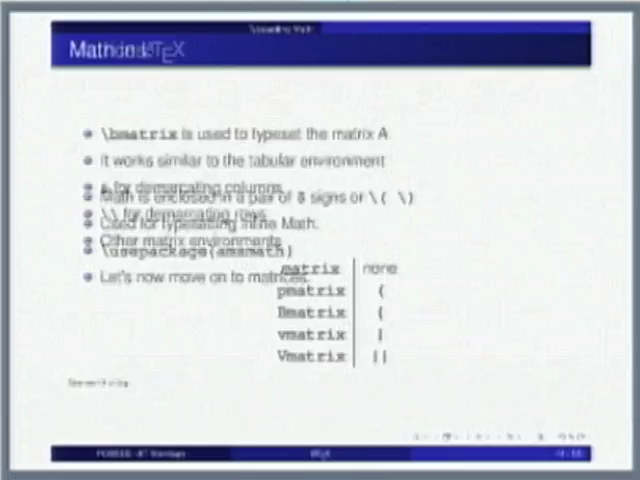 Typesetting Math
\bmatrix is used to typeset the matrix A
It works similar to the tabular environment
& for demarcating columns
Math is enclosed in a pair of $ signs or \( \)
\\ for demarcating rows
Used for typesetting inline Math.
Other matrix environments
\usepackage{amsmath}
Let's now move on to matrices.
matrix none
pmatrix (
Bmatrix {
vmatrix |
Vmatrix ||
LATEX